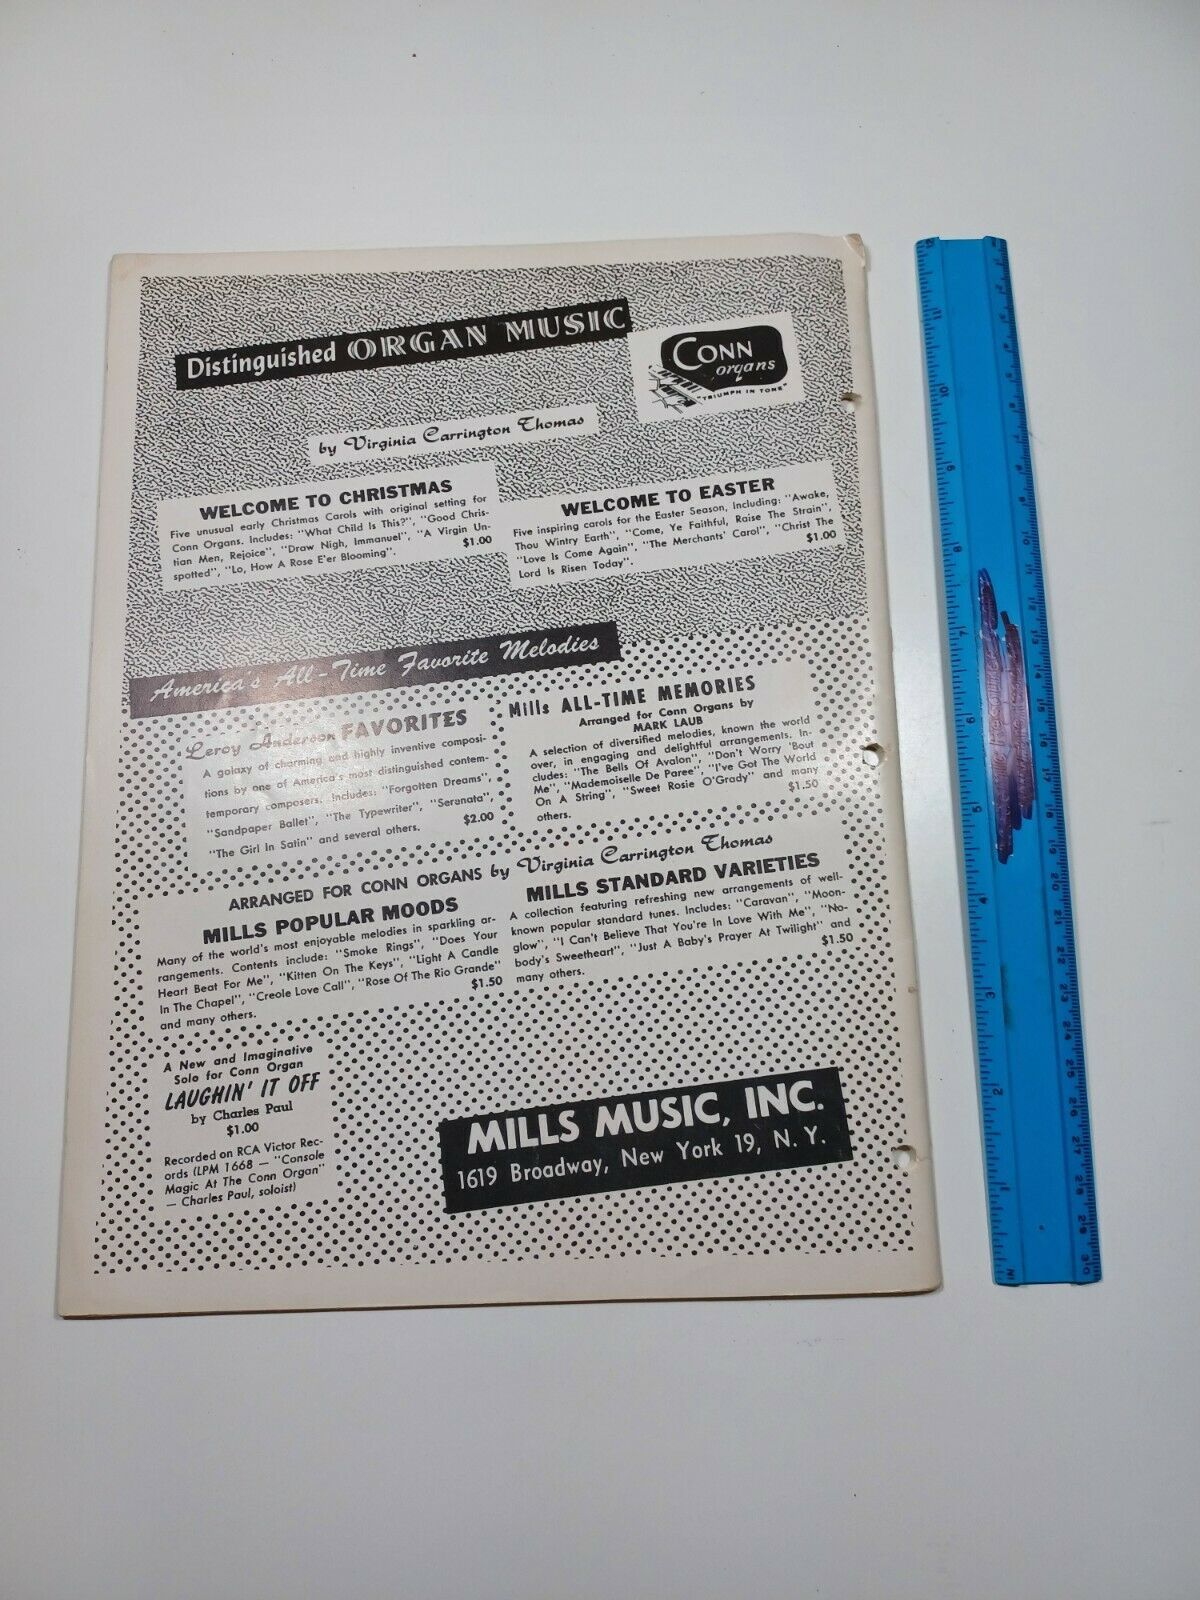 Distinguished ORGAN MUSIC
CONN
organs
"TRIUMPH IN TONE"
by Virginia Carrington Thomas
WELCOME TO CHRISTMAS
Five unusual early Christmas Carols with original setting for
Conn Organs. Includes: "What Child Is This?", "Good Chris-
tian Men, Rejoice", "Draw Nigh, Immanuel", "A Virgin Un-
spotted", "Lo, How A Rose E'er Blooming".
$1.00
WELCOME TO EASTER
Five inspiring carols for the Easter Season, Including: "Awake,
Thou Wintry Earth", "Come, Ye Faithful, Raise The Strain",
"Love Is Come Again", "The Merchants' Carol", "Christ The
Lord Is Risen Today".
$1.00
America's All-Time Favorite Melodies
Leroy Anderson FAVORITES
A galaxy of charming and highly inventive composi-
tions by one of America's most distinguished contem-
temporary composers. Includes: "Forgotten Dreams",
"Sandpaper Ballet", "The Typewriter", "Serenata",
"The Girl In Satin" and several others.
$2.00
Mills ALL-TIME MEMORIES
Arranged for Conn Organs by
MARK LAUB
A selection of diversified melodies, known the world
over, in engaging and delightful arrangements. In-
cludes: "The Bells Of Avalon", "Don't Worry 'Bout
Me", "Mademoiselle De Paree", "I've Got The World
On A String", "Sweet Rosie O'Grady" and many
others.
$1.50
ARRANGED FOR CONN ORGANS by Virginia Carrington Thomas
MILLS POPULAR MOODS
Many of the world's most enjoyable melodies in sparkling ar-
rangements. Contents include: "Smoke Rings", "Does Your
Heart Beat For Me", "Kitten On The Keys", "Light A Candle
In The Chapel", "Creole Love Call", "Rose Of The Rio Grande"
and many others.
$1.50
MILLS STANDARD VARIETIES
A collection featuring refreshing new arrangements of well-
known popular standard tunes. Includes: "Caravan", "Moon-
glow", "I Can't Believe That You're In Love With Me", "No-
body's Sweetheart", "Just A Baby's Prayer At Twilight" and
many others.
$1.50
A New and Imaginative
Solo for Conn Organ
LAUGHIN' IT OFF
by Charles Paul
$1.00
Recorded on RCA Victor Rec-
ords (LPM 1668 — "Console
Magic At The Conn Organ"
— Charles Paul, soloist)
MILLS MUSIC, INC.
1619 Broadway, New York 19, N. Y.